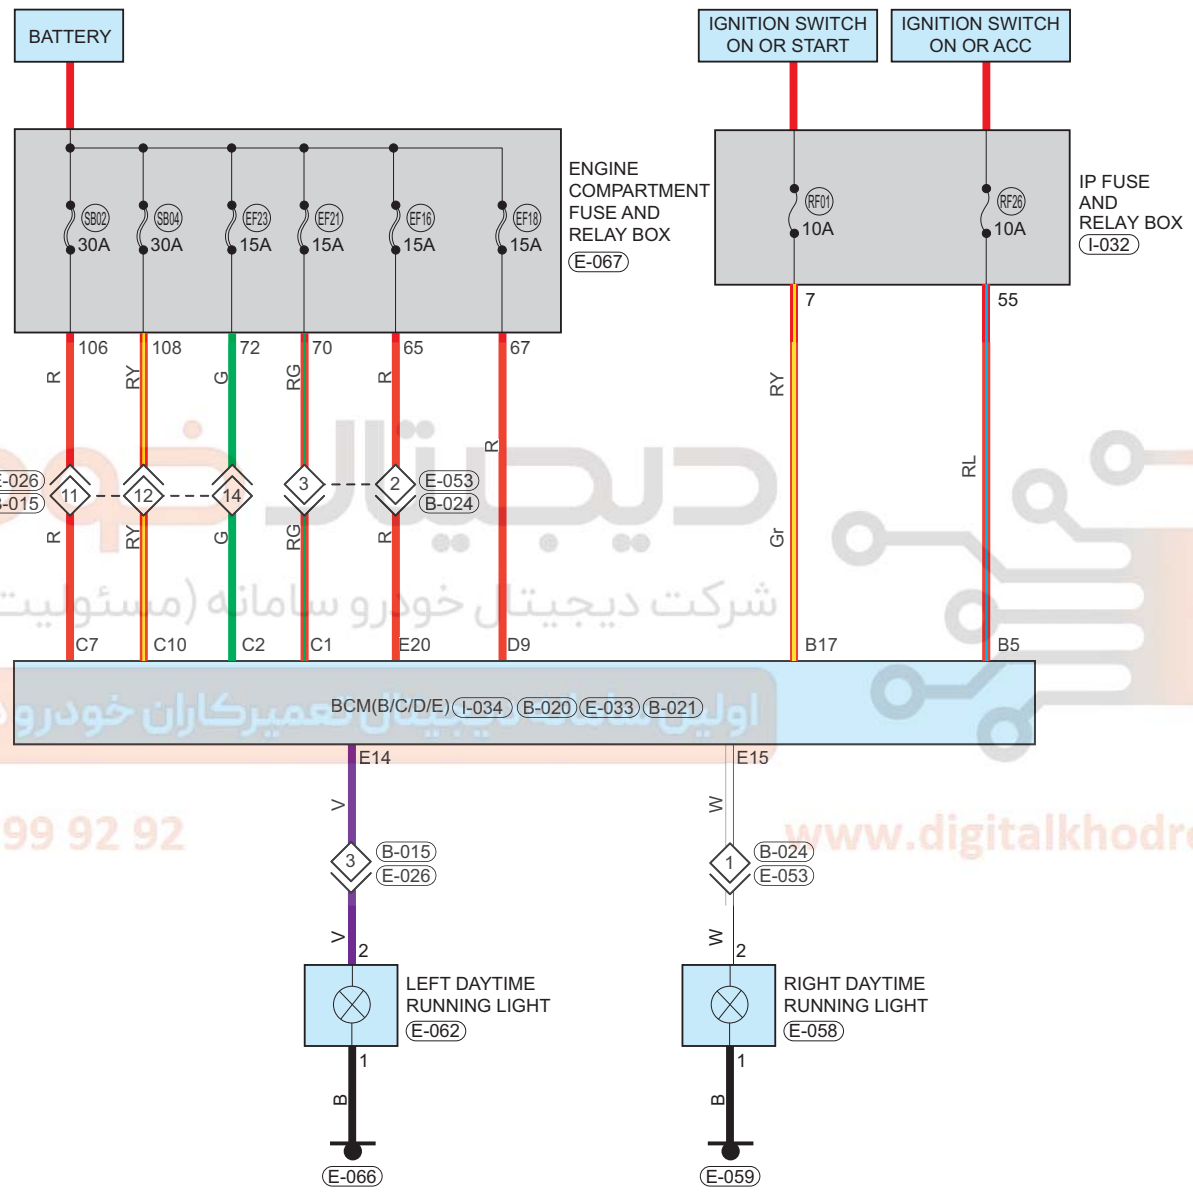 BATTERY
IGNITION SWITCH
ON OR START
IGNITION SWITCH
ON OR ACC
SB02
30A
SB04
30A
EF23
15A
EF21
15A
EF16
15A
EF18
15A
ENGINE
COMPARTMENT
FUSE AND
RELAY BOX
E-067
RF01
10A
RF26
10A
IP FUSE
AND
RELAY BOX
I-032
106
108
72
70
65
67
7
55
R
RY
G
RG
R
R
RY
RL
دیجیتال خودرو
E-026
B-015
11
12
14
3
2
E-053
B-024
R
RY
G
RG
R
Gr
شرکت دیجیتال خودرو سامانه (مسئولیت
C7
C10
C2
C1
E20
D9
B17
B5
اولین سامانه دیجیتال تعمیرکاران خودرو
BCM(B/C/D/E) I-034 B-020 E-033 B-021
E14
E15
V
W
99 92 92
www.digitalkhodro
3
B-015
E-026
1
B-024
E-053
V
2
W
2
LEFT DAYTIME
RUNNING LIGHT
E-062
RIGHT DAYTIME
RUNNING LIGHT
E-058
1
1
B
B
E-066
E-059